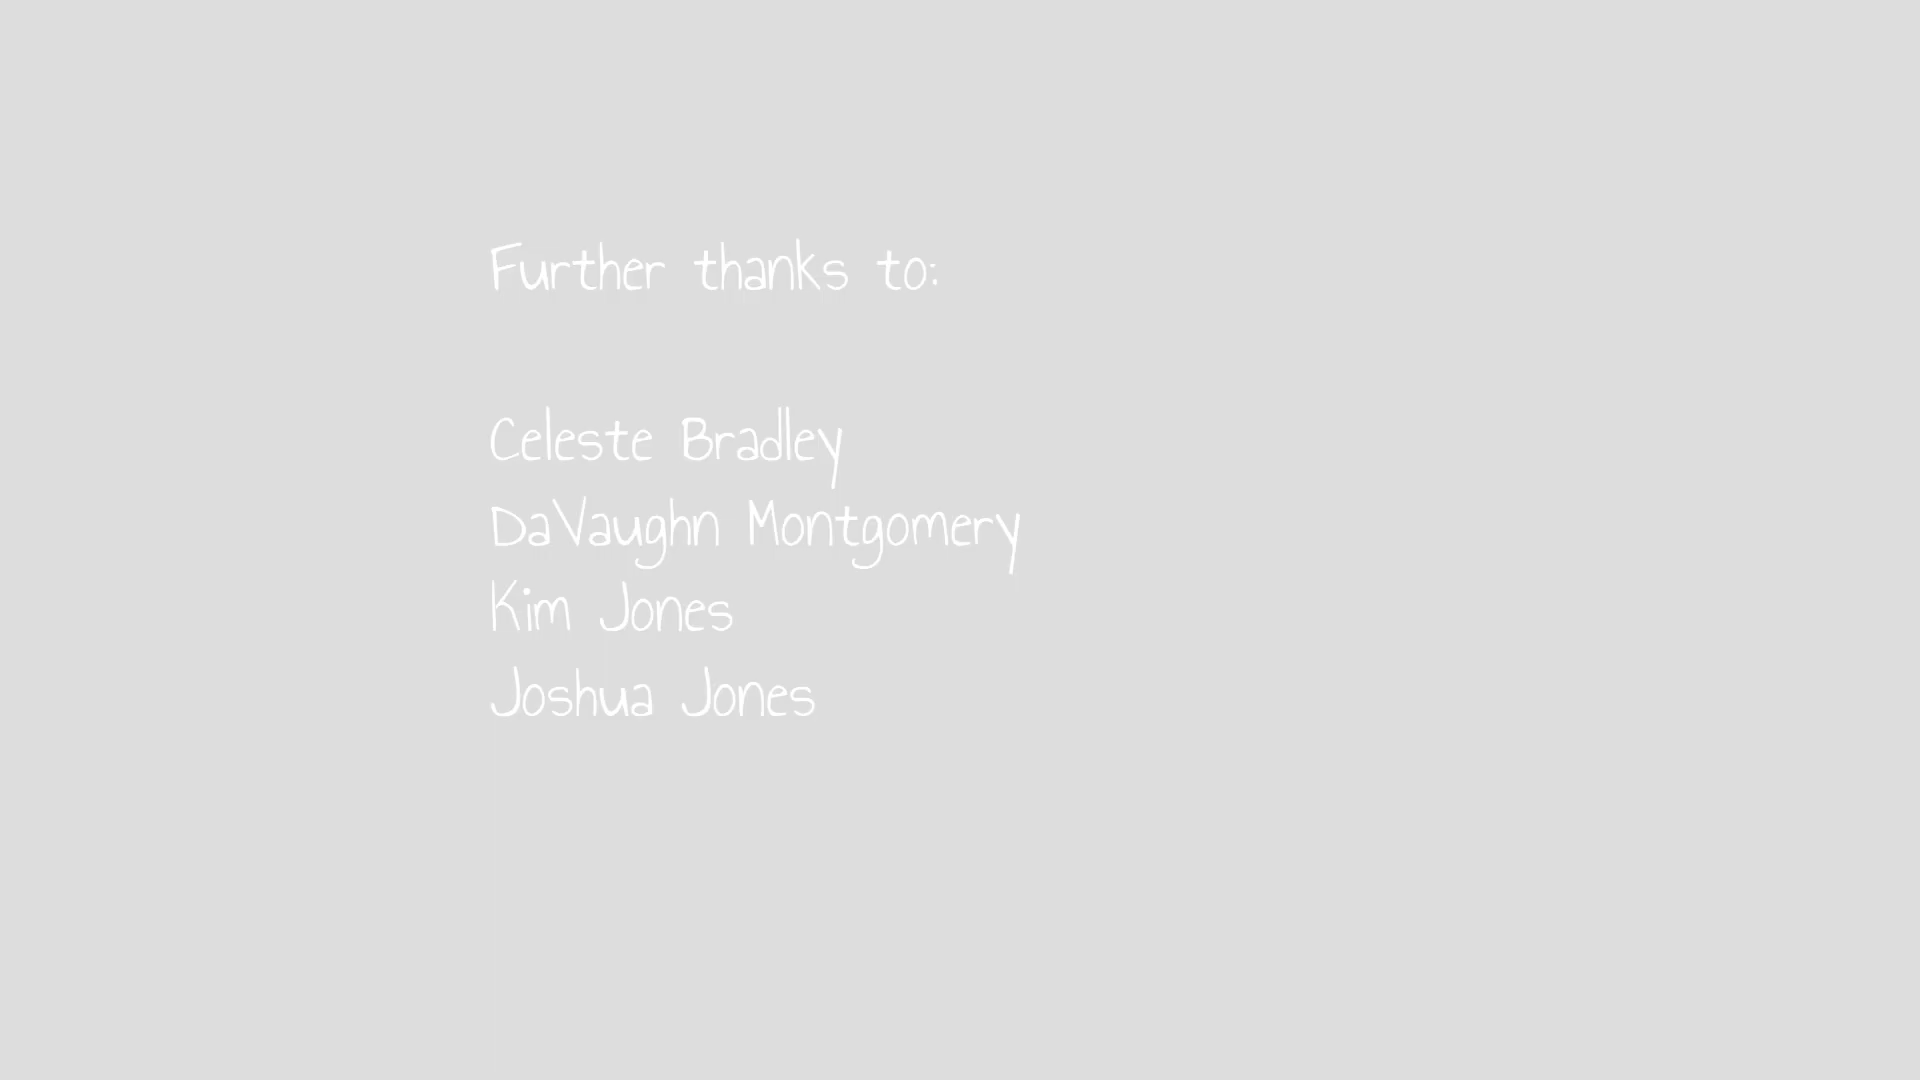 Further thanks to:
Celeste Bradley
DaVaughn Montgomery
Kim Jones
Joshua Jones